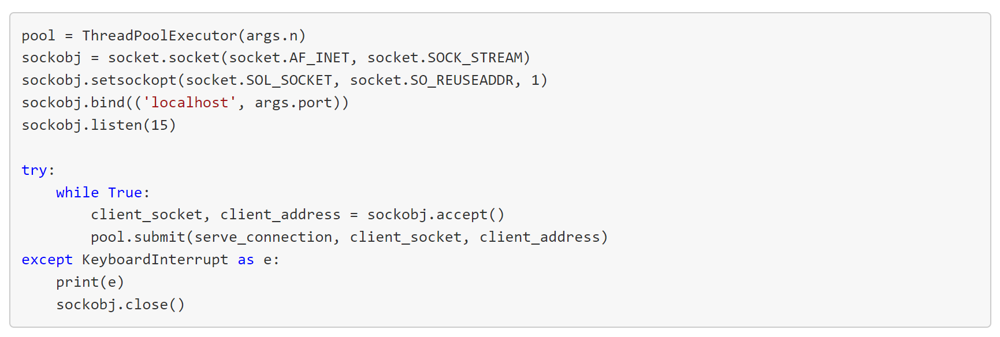 pool = ThreadPoolExecutor(args.n)
sockobj = socket.socket(socket.AF_INET, socket.SOCK_STREAM)
sockobj.setsockopt(socket.SOL_SOCKET, socket.SO_REUSEADDR, 1)
sockobj.bind(('localhost', args.port))
sockobj.listen(15)

try:
    while True:
        client_socket, client_address = sockobj.accept()
        pool.submit(serve_connection, client_socket, client_address)
except KeyboardInterrupt as e:
    print(e)
    sockobj.close()